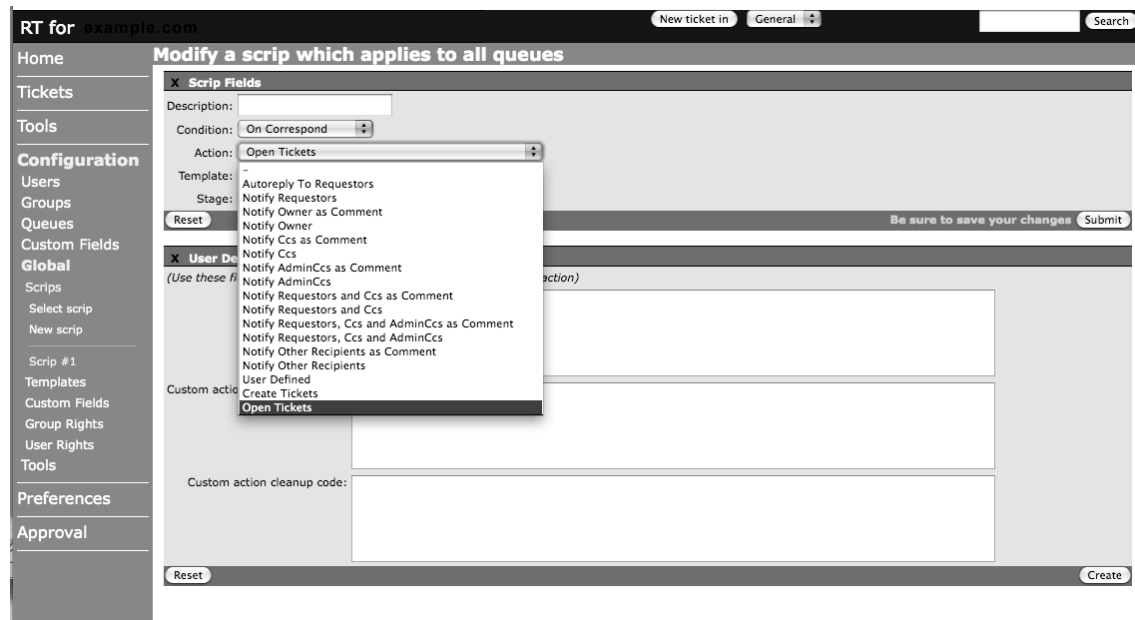 RT for example.com
New ticket in General
Search
Home
Tickets
Tools
Configuration
Users
Groups
Queues
Custom Fields
Global
Scrips
Select scrip
New scrip
Scrip #1
Templates
Custom Fields
Group Rights
User Rights
Tools
Preferences
Approval
Modify a scrip which applies to all queues
X Scrip Fields
Description:
Condition: On Correspond
Action: Open Tickets
Template:
Stage:
–
Autoreply To Requestors
Notify Requestors
Notify Owner as Comment
Notify Owner
Notify Ccs as Comment
Notify Ccs
Notify AdminCcs as Comment
Notify AdminCcs
Notify Requestors and Ccs as Comment
Notify Requestors and Ccs
Notify Requestors, Ccs and AdminCcs as Comment
Notify Requestors, Ccs and AdminCcs
Notify Other Recipients as Comment
Notify Other Recipients
User Defined
Create Tickets
Open Tickets
Reset
Be sure to save your changes Submit
X User De
(Use these fi
action)
Custom actio
Custom action cleanup code:
Reset
Create